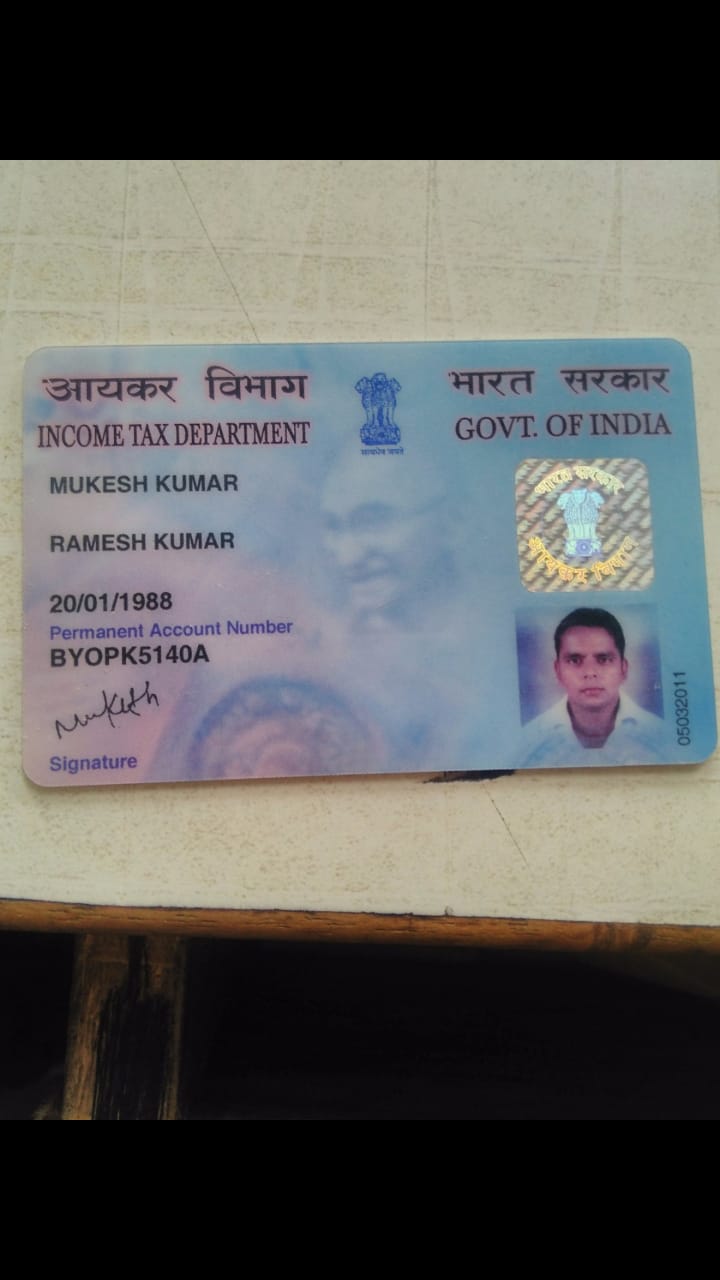 आयकर विभाग
INCOME TAX DEPARTMENT
सत्यमेव जयते
भारत सरकार
GOVT. OF INDIA
MUKESH KUMAR
RAMESH KUMAR
20/01/1988
Permanent Account Number
BYOPK5140A
Mukesh
Signature
भारत सरकार
आयकर विभाग
05032011